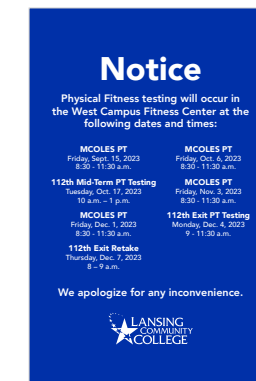 Notice
Physical Fitness testing will occur in
the West Campus Fitness Center at the
following dates and times:
MCOLES PT
Friday, Sept. 15, 2023
8:30 - 11:30 a.m.
MCOLES PT
Friday, Oct. 6, 2023
8:30 - 11:30 a.m.
112th Mid-Term PT Testing
Tuesday, Oct. 17, 2023
10 a.m. – 1 p.m.
MCOLES PT
Friday, Nov. 3, 2023
8:30 - 11:30 a.m.
MCOLES PT
Friday, Dec. 1, 2023
8:30 - 11:30 a.m.
112th Exit PT Testing
Monday, Dec. 4, 2023
9 - 11:30 a.m.
112th Exit Retake
Thursday, Dec. 7, 2023
8 – 9 a.m.
We apologize for any inconvenience.
LANSING
COMMUNITY
COLLEGE